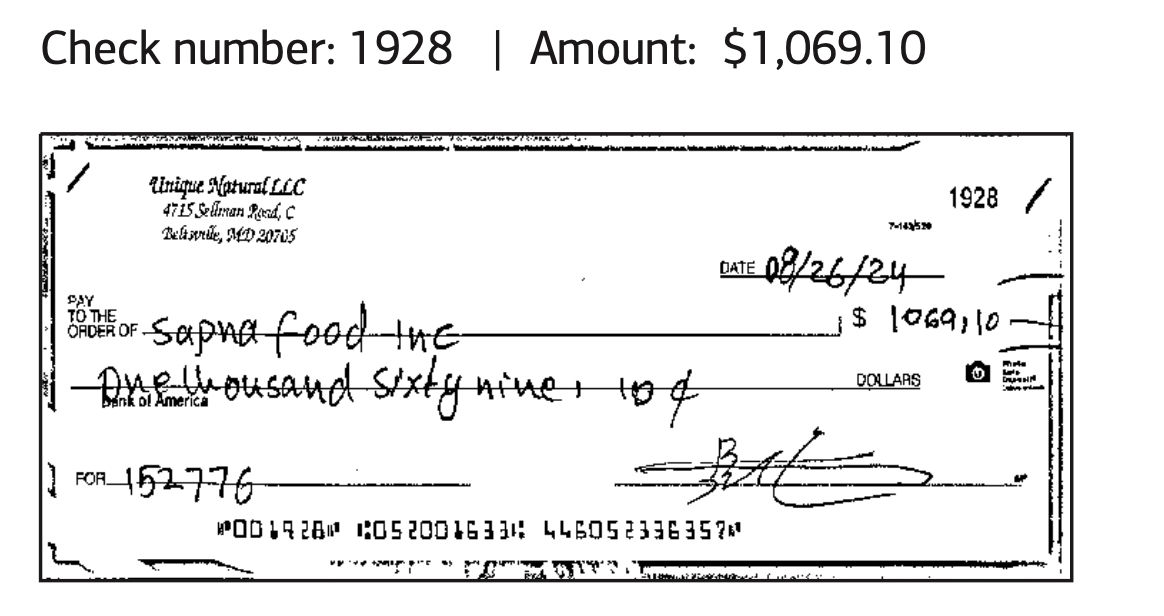 Check number: 1928 | Amount: $1,069.10
Unique Natural LLC
4715 Sellman Road, C
Beltsville, MD 20705
1928
7-163/520
DATE 08/26/24
PAY
TO THE
ORDER OF Sapna food Inc $ 1069,10
One thousand sixty nine, 10 ¢ DOLLARS
Bank of America
FOR 152776
⑈001928⑈ ⑆052001633⑆ 446052336357⑈